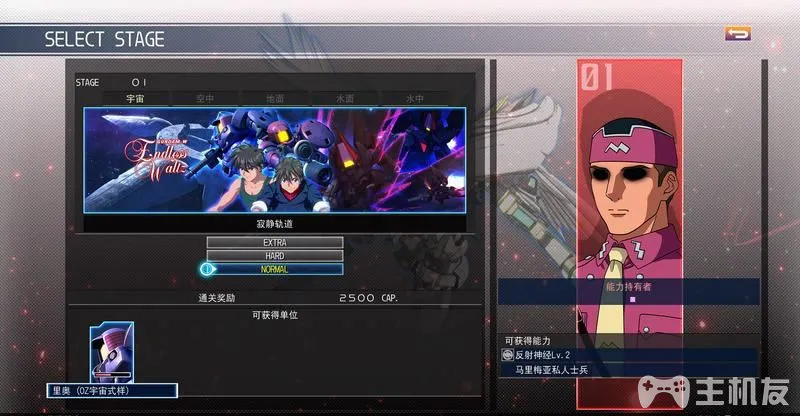 SELECT STAGE
STAGE 01
宇宙 空中 地面 水面 水中
GUNDAM W
Endless
Waltz
寂静轨道
EXTRA
HARD
NORMAL
通关奖励 2500 CAP.
可获得单位
里奥 (OZ宇宙式样)
01
能力持有者
可获得能力
反射神经Lv.2
马里梅亚私人士兵
主机友